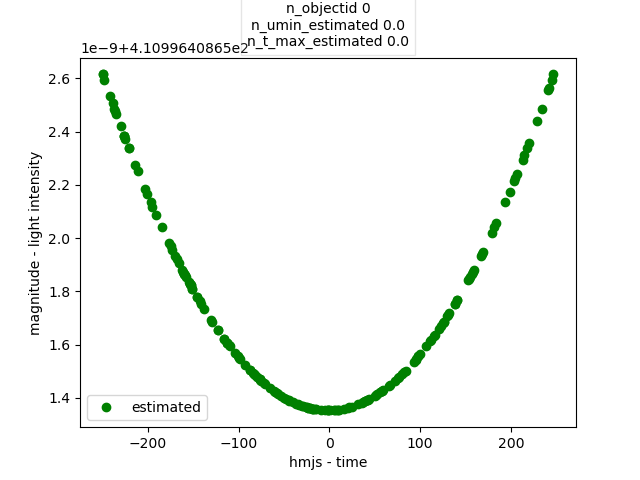 n_objectid 0
n_umin_estimated 0.0
n_t_max_estimated 0.0
1e−9+4.1099640865e2
2.6
2.4
2.2
2.0
1.8
1.6
1.4
magnitude - light intensity
estimated
−200
−100
0
100
200
hmjs - time